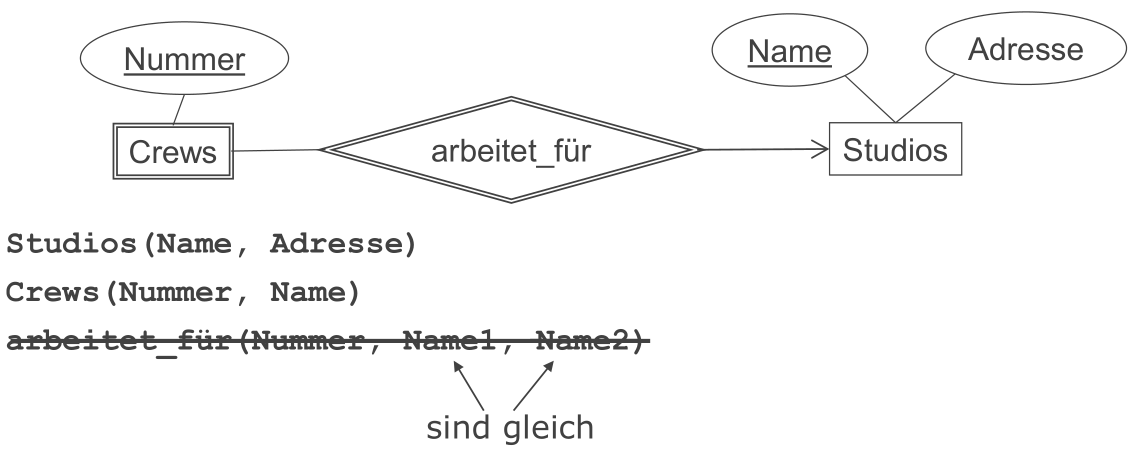 Nummer
Name
Adresse
Crews
arbeitet_für
Studios
Studios(Name, Adresse)
Crews(Nummer, Name)
arbeitet_für(Nummer, Name1, Name2)
sind gleich